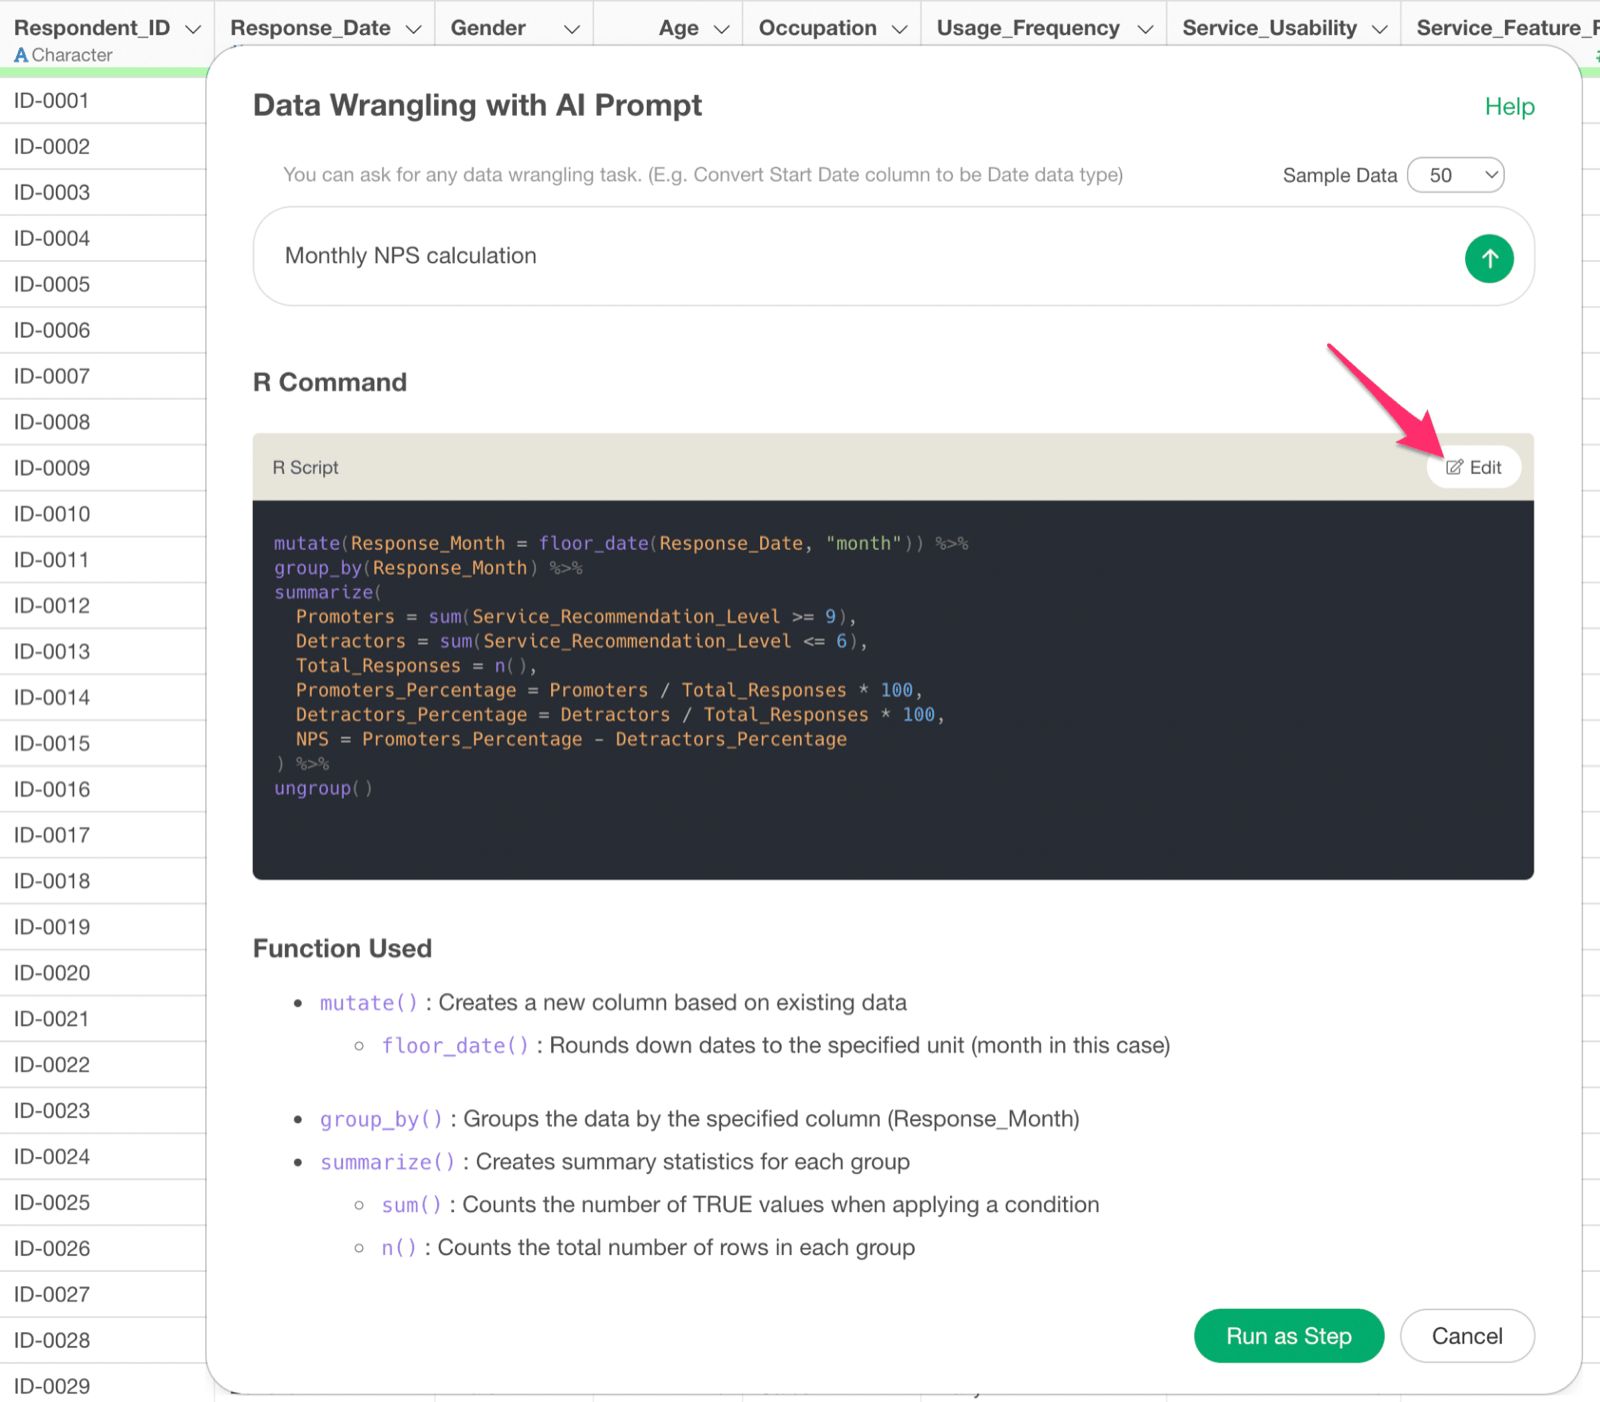 Respondent_ID Response_Date Gender Age Occupation Usage_Frequency Service_Usability Service_Feature_
A Character
ID-0001
ID-0002
ID-0003
ID-0004
ID-0005
ID-0006
ID-0007
ID-0008
ID-0009
ID-0010
ID-0011
ID-0012
ID-0013
ID-0014
ID-0015
ID-0016
ID-0017
ID-0018
ID-0019
ID-0020
ID-0021
ID-0022
ID-0023
ID-0024
ID-0025
ID-0026
ID-0027
ID-0028
ID-0029
Data Wrangling with AI Prompt
Help
You can ask for any data wrangling task. (E.g. Convert Start Date column to be Date data type)
Sample Data 50
Monthly NPS calculation
R Command
R Script
Edit
mutate(Response_Month = floor_date(Response_Date, "month")) %>%
group_by(Response_Month) %>%
summarize(
  Promoters = sum(Service_Recommendation_Level >= 9),
  Detractors = sum(Service_Recommendation_Level <= 6),
  Total_Responses = n(),
  Promoters_Percentage = Promoters / Total_Responses * 100,
  Detractors_Percentage = Detractors / Total_Responses * 100,
  NPS = Promoters_Percentage - Detractors_Percentage
) %>%
ungroup()
Function Used
• mutate() : Creates a new column based on existing data
◦ floor_date() : Rounds down dates to the specified unit (month in this case)
• group_by() : Groups the data by the specified column (Response_Month)
• summarize() : Creates summary statistics for each group
◦ sum() : Counts the number of TRUE values when applying a condition
◦ n() : Counts the total number of rows in each group
Run as Step
Cancel